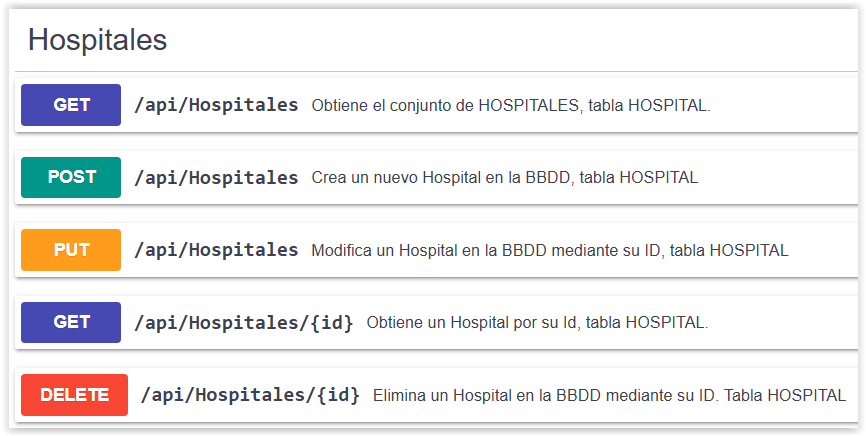 Hospitales
GET /api/Hospitales Obtiene el conjunto de HOSPITALES, tabla HOSPITAL.
POST /api/Hospitales Crea un nuevo Hospital en la BBDD, tabla HOSPITAL
PUT /api/Hospitales Modifica un Hospital en la BBDD mediante su ID, tabla HOSPITAL
GET /api/Hospitales/{id} Obtiene un Hospital por su Id, tabla HOSPITAL.
DELETE /api/Hospitales/{id} Elimina un Hospital en la BBDD mediante su ID. Tabla HOSPITAL